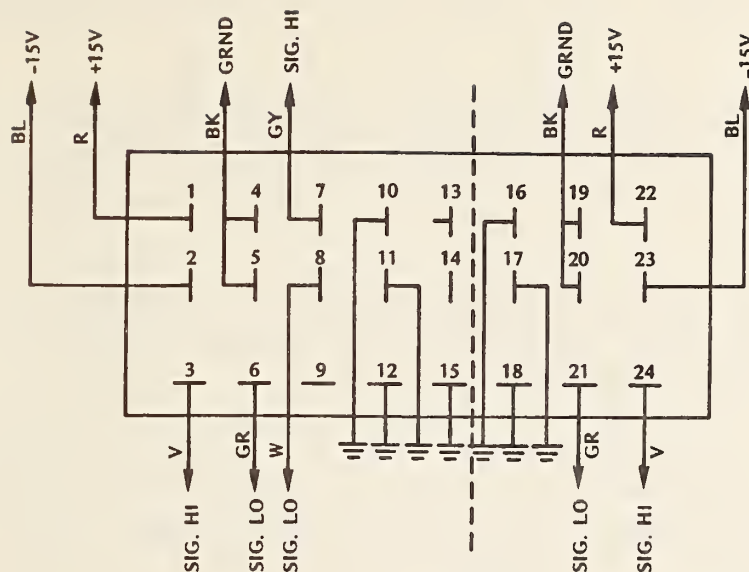 -15V
+15V
GRND
SIG. HI
GRND
+15V
-15V
BL
R
BK
GY
BK
R
BL
1 4 7 10 13 16 19 22
2 5 8 11 14 17 20 23
3 6 9 12 15 18 21 24
V
GR
W
GR
V
SIG. HI
SIG. LO
SIG. LO
SIG. LO
SIG. HI